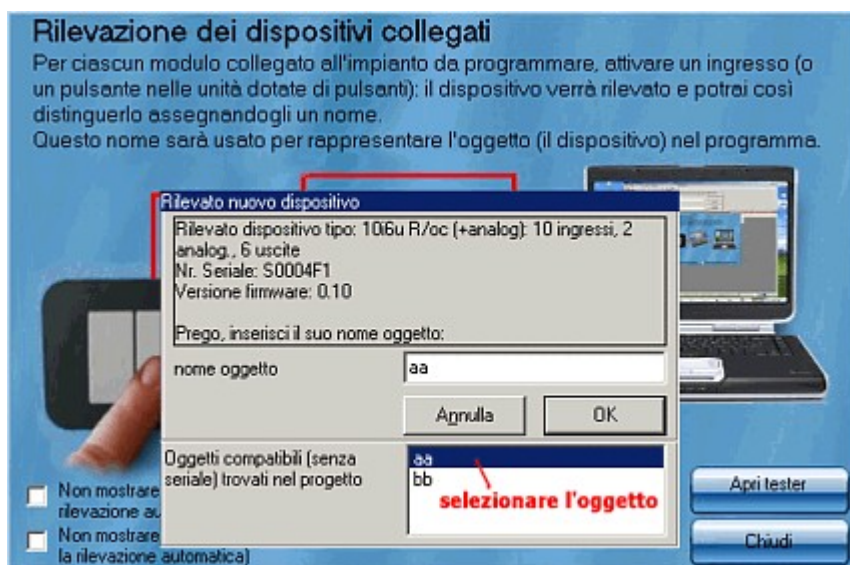 Rilevazione dei dispositivi collegati
Per ciascun modulo collegato all'impianto da programmare, attivare un ingresso (o
un pulsante nelle unità dotate di pulsanti): il dispositivo verrà rilevato e potrai così
distinguerlo assegnandogli un nome.
Questo nome sarà usato per rappresentare l'oggetto (il dispositivo) nel programma.
Rilevato nuovo dispositivo
Rilevato dispositivo tipo: 10i6u R/oc (+analog): 10 ingressi, 2
analog., 6 uscite
Nr. Seriale: S0004F1
Versione firmware: 0.10
Prego, inserisci il suo nome oggetto:
nome oggetto
aa
Annulla
OK
Oggetti compatibili (senza
seriale) trovati nel progetto
aa
bb
selezionare l'oggetto
Non mostrare
rilevazione au
Non mostrare
la rilevazione automatica)
Apri tester
Chiudi